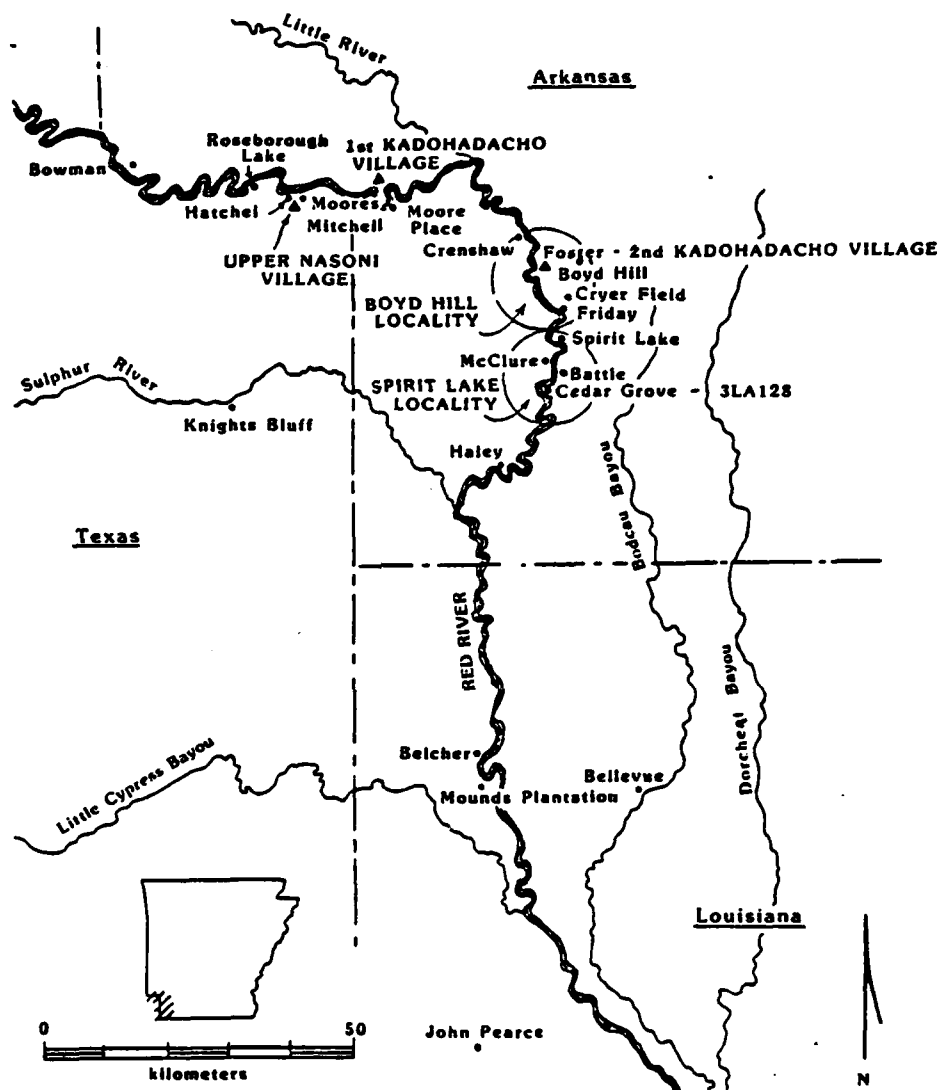 Little River
Arkansas
Roseborough
Lake
1st KADOHADACHO
VILLAGE
Bowman
Hatchel
Moores
Mitchell
Moore
Place
UPPER NASONI
VILLAGE
Crenshaw
Foster - 2nd KADOHADACHO VILLAGE
Boyd Hill
Cryer Field
Friday
BOYD HILL
LOCALITY
Spirit Lake
McClure
Battle
SPIRIT LAKE
LOCALITY
Cedar Grove - 3LA128
Sulphur River
Knights Bluff
Haley
Bodcau Bayou
Texas
RED RIVER
Dorcheat Bayou
Belcher
Bellevue
Mounds Plantation
Little Cypress Bayou
Louisiana
John Pearce
0 50
kilometers
N